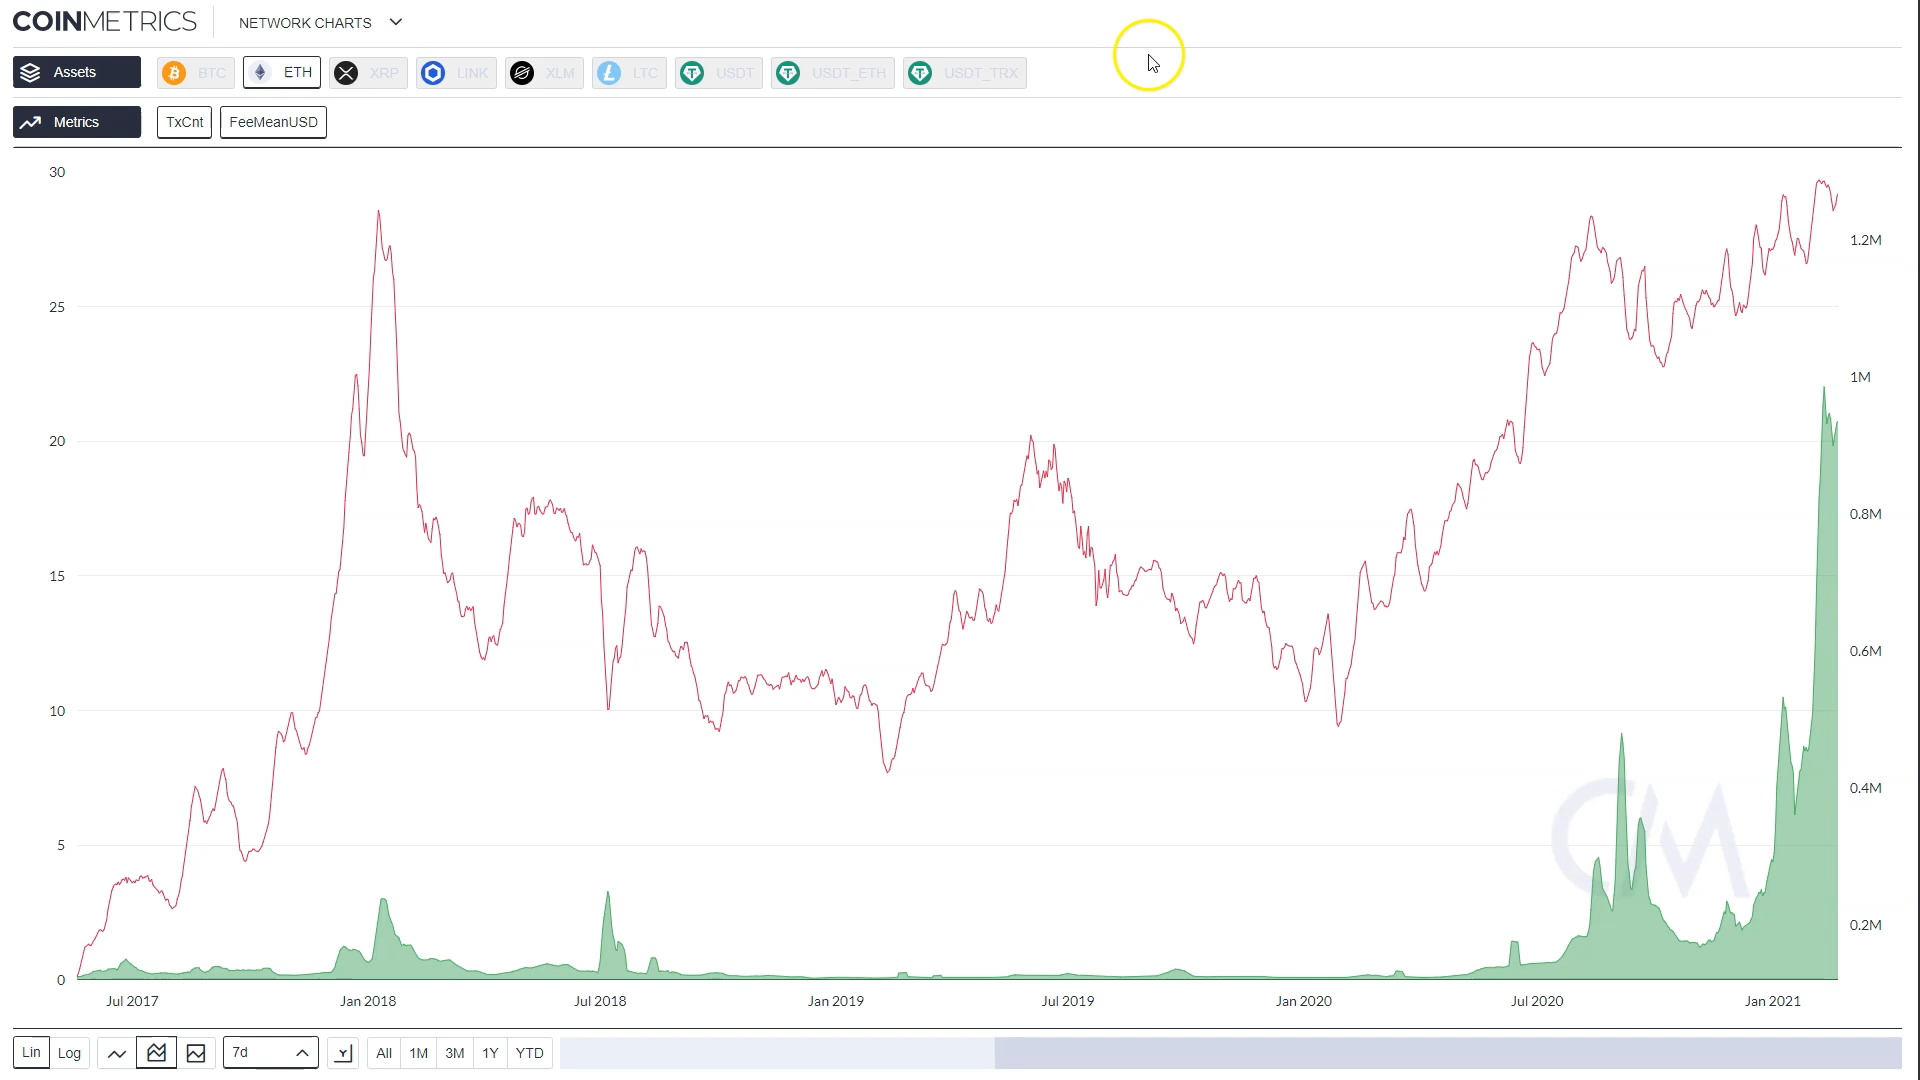 COINMETRICS NETWORK CHARTS
Assets BTC ETH XRP LINK XLM LTC USDT USDT_ETH USDT_TRX
Metrics TxCnt FeeMeanUSD
30
1.2M
25
1M
20
0.8M
15
0.6M
10
0.4M
5
0.2M
0
Jul 2017 Jan 2018 Jul 2018 Jan 2019 Jul 2019 Jan 2020 Jul 2020 Jan 2021
CM
Lin Log 7d All 1M 3M 1Y YTD